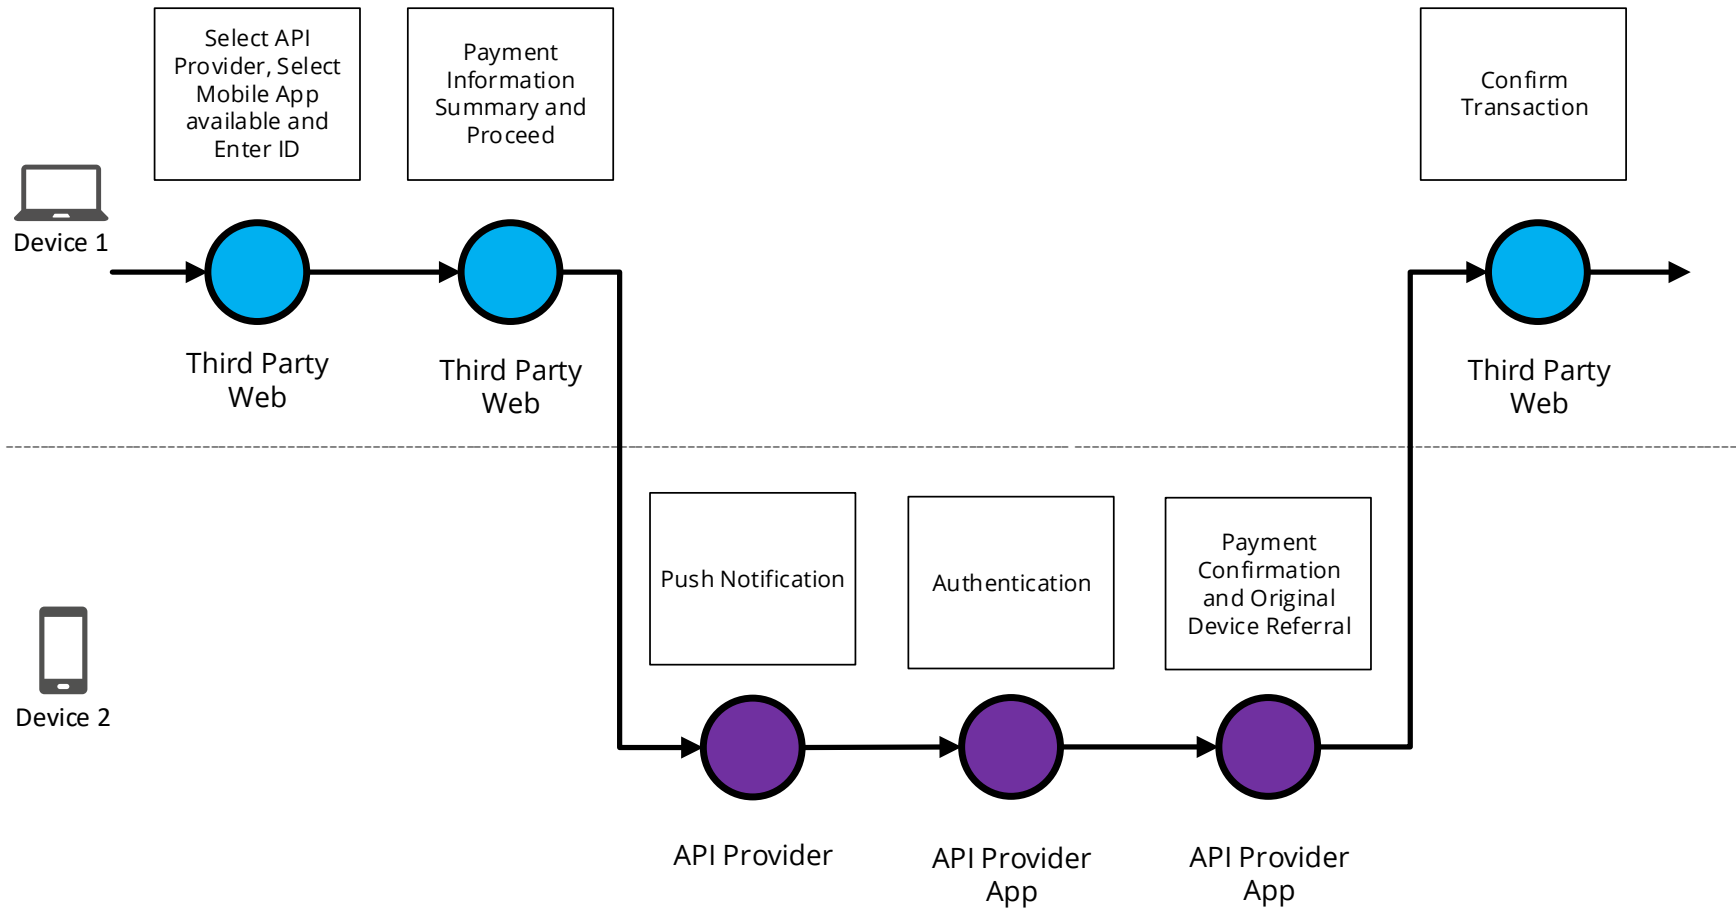 Select API
Provider, Select
Mobile App
available and
Enter ID
Payment
Information
Summary and
Proceed
Confirm
Transaction
Device 1
Third Party
Web
Third Party
Web
Third Party
Web
Push Notification
Authentication
Payment
Confirmation
and Original
Device Referral
Device 2
API Provider
API Provider
App
API Provider
App